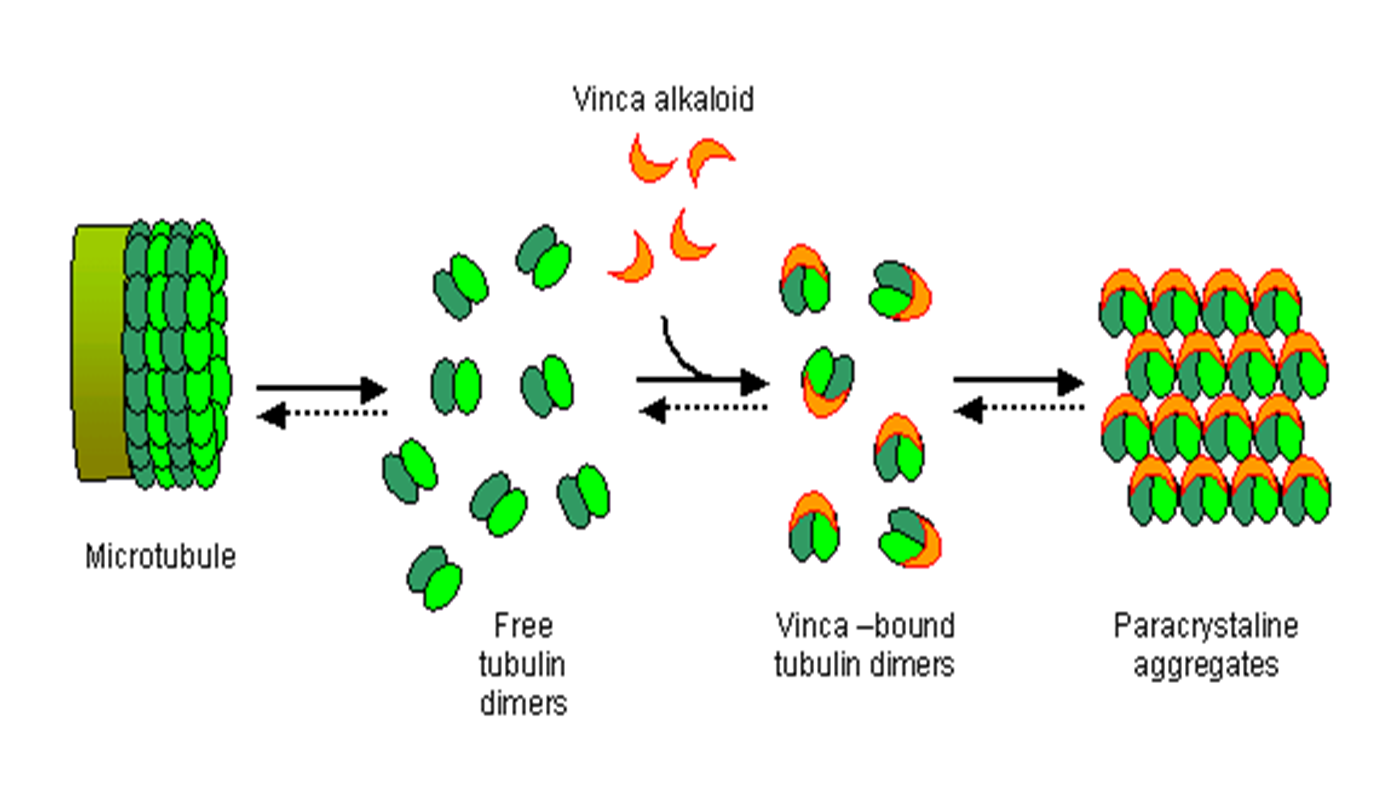 Vinca alkaloid
Microtubule
Free
tubulin
dimers
Vinca –bound
tubulin dimers
Paracrystaline
aggregates